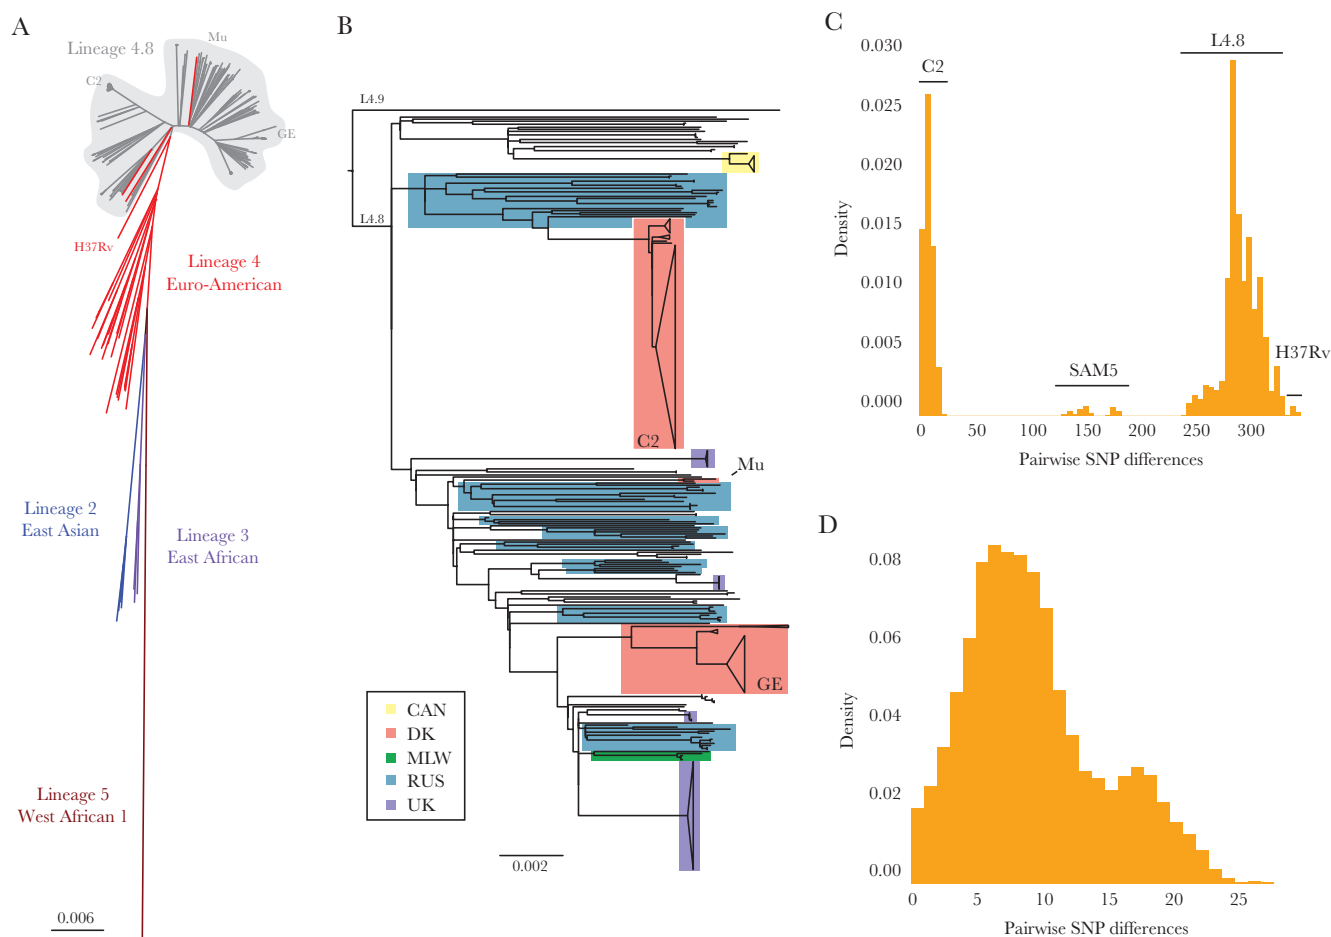 A
Lineage 4.8
Mu
C2
GE
H37Rv
Lineage 4
Euro-American
Lineage 2
East Asian
Lineage 3
East African
Lineage 5
West African 1
0.006
B
L4.9
L4.8
C2
Mu
GE
CAN
DK
MLW
RUS
UK
0.002
C
0.030
0.025
0.020
0.015
0.010
0.005
0.000
Density
C2
SAM5
L4.8
H37Rv
0 50 100 150 200 250 300
Pairwise SNP differences
D
0.08
0.06
0.04
0.02
0.00
Density
0 5 10 15 20 25
Pairwise SNP differences